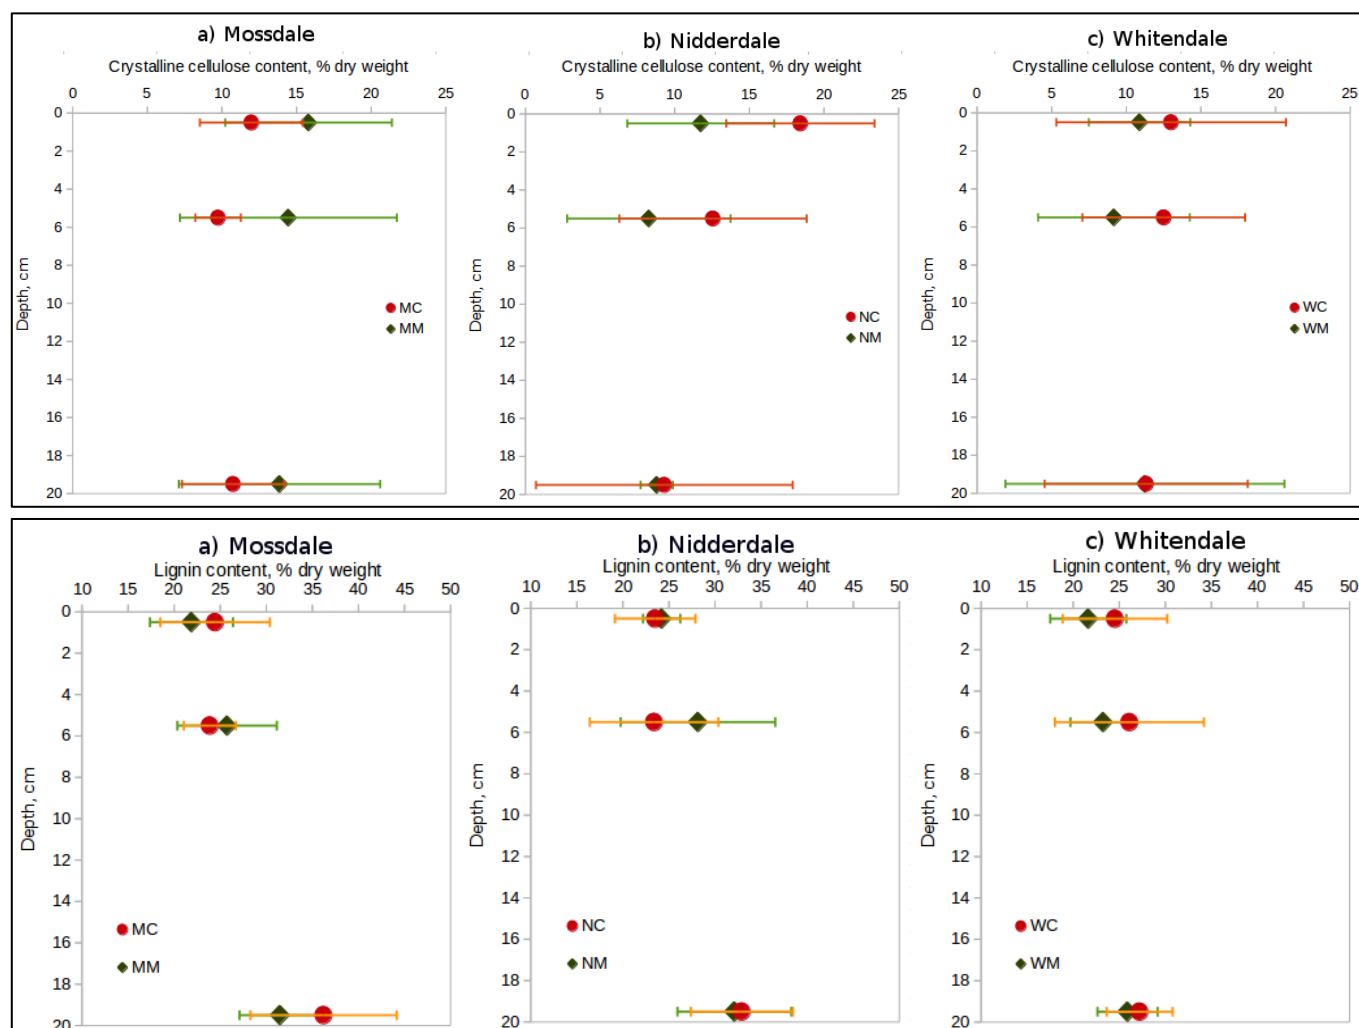 a) Mossdale
Crystalline cellulose content, % dry weight
0 5 10 15 20 25
0
2
4
6
8
10
12
14
16
18
20
Depth, cm
MC
MM
b) Nidderdale
Crystalline cellulose content, % dry weight
0 5 10 15 20 25
0
2
4
6
8
10
12
14
16
18
20
Depth, cm
NC
NM
c) Whitendale
Crystalline cellulose content, % dry weight
0 5 10 15 20 25
0
2
4
6
8
10
12
14
16
18
20
Depth, cm
WC
WM
a) Mossdale
Lignin content, % dry weight
10 15 20 25 30 35 40 45 50
0
2
4
6
8
10
12
14
16
18
20
Depth, cm
MC
MM
b) Nidderdale
Lignin content, % dry weight
10 15 20 25 30 35 40 45 50
0
2
4
6
8
10
12
14
16
18
20
Depth, cm
NC
NM
c) Whitendale
Lignin content, % dry weight
10 15 20 25 30 35 40 45 50
0
2
4
6
8
10
12
14
16
18
20
Depth, cm
WC
WM